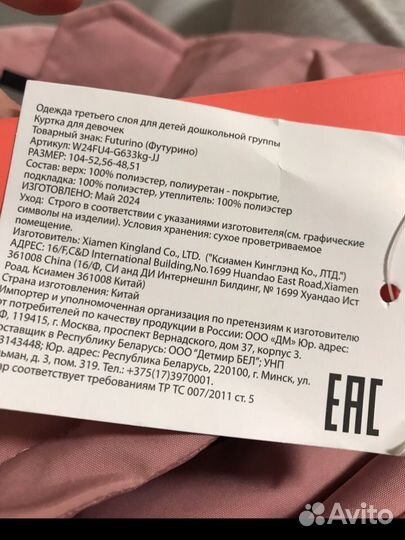 Одежда третьего слоя для детей дошкольной группы
Куртка для девочек
Товарный знак: Futurino (Футурино)
Артикул: W24FU4-G633kg-JJ
РАЗМЕР: 104-52,56-48,51
Состав: верх: 100% полиэстер, полиуретан - покрытие,
подкладка: 100% полиэстер, утеплитель: 100% полиэстер
ИЗГОТОВЛЕНО: Май 2024
Уход: Строго в соответствии с указаниями изготовителя(см. графические
символы на изделии). Условия хранения: сухое проветриваемое
помещение.
Изготовитель: Xiamen Kingland Co., LTD, ("Ксиамен Кинглэнд Ко., ЛТД.")
АДРЕС: 16/F,C&D International Building,No.1699 Huandao East Road,Xiamen
361008 China (16/Ф, СИ анд ДИ Интернешнл Билдинг, № 1699 Хуандао Ист
Роад, Ксиамен 361008 Китай)
Страна изготовления: Китай
Импортер и уполномоченная организация по претензиям к изготовителю
от потребителей по качеству продукции в России: ООО «ДМ» Юр. адрес:
Ф, 119415, г. Москва, проспект Вернадского, дом 37, корпус 3.
оставщик в Республику Беларусь: ООО "Детмир БЕЛ"; УНП
3143448; Юр. адрес: Республика Беларусь, 220100, г. Минск, ул.
льман, д. 3, пом. 319. Тел.: +375(17)3970001.
ар соответствует требованиям ТР ТС 007/2011 ст. 5
EAC
Avito